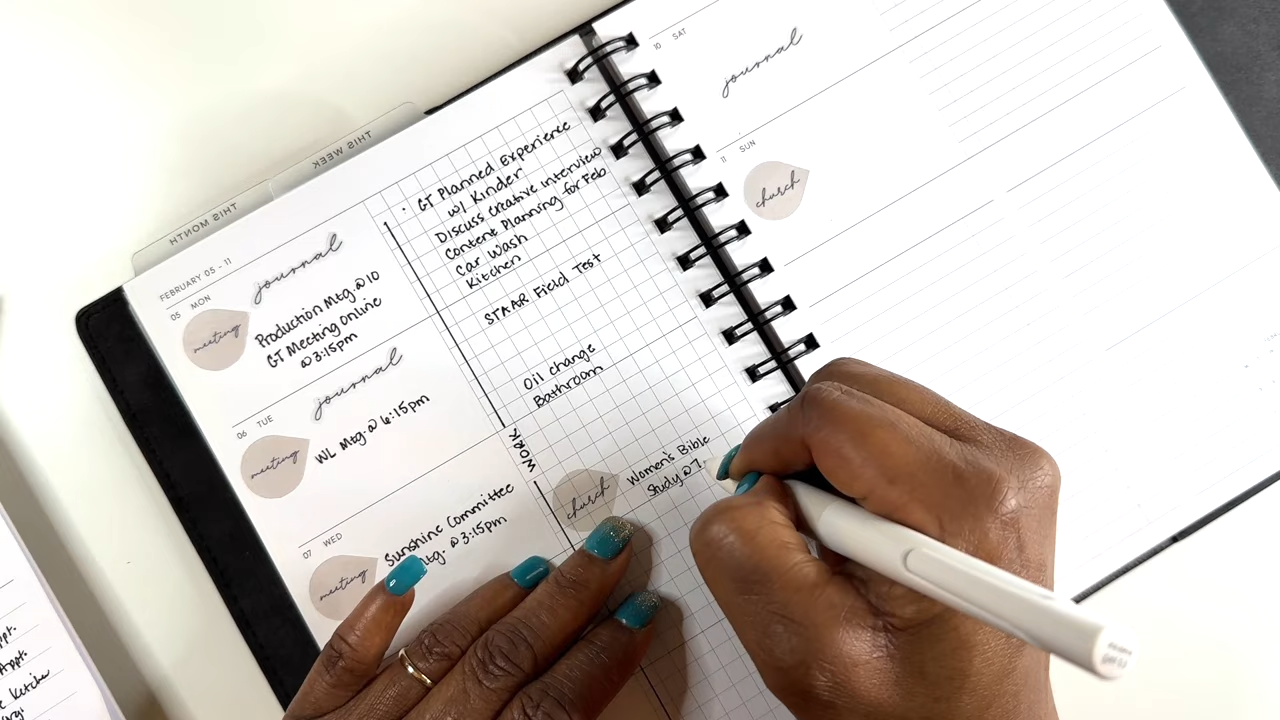 THIS MONTH
THIS WEEK
FEBRUARY 05 - 11
05 MON
journal
meeting
Production Mtg. @ 10
GT Meeting Online
@ 3:15pm
06 TUE
journal
meeting
WL Mtg. @ 6:15pm
07 WED
meeting
Sunshine Committee
Mtg. @ 3:15pm
• GT Planned Experience
w/ Kinder
Discuss Creative Interview
Content Planning for Feb
Car Wash
Kitchen
STAAR Field Test
Oil change
Bathroom
WORK
church
Women's Bible
Study @ 7:
10 SAT
journal
11 SUN
church
Appt.
Appt.